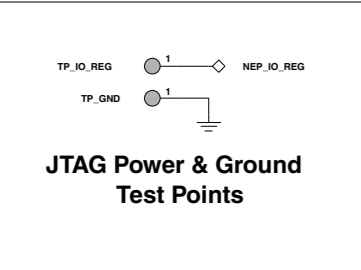 TP_IO_REG 1 NEP_IO_REG
TP_GND 1
JTAG Power & Ground
Test Points